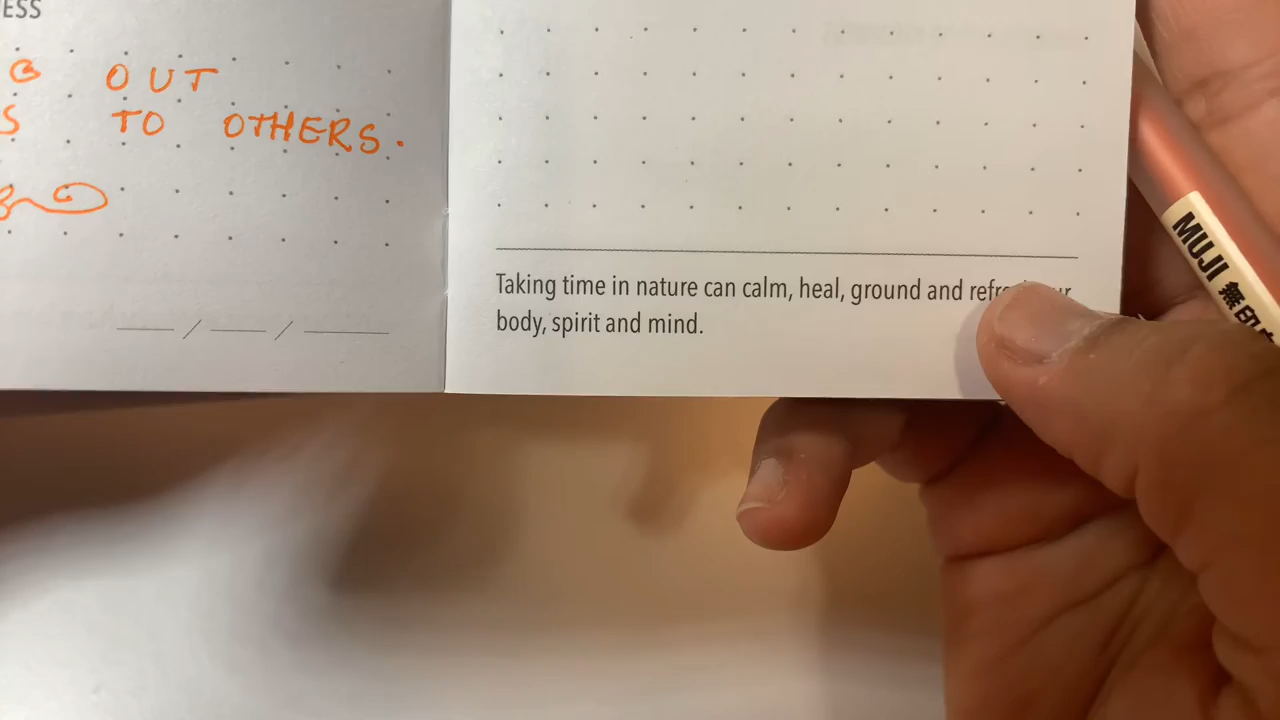 ESS
G OUT
S TO OTHERS.
Taking time in nature can calm, heal, ground and
body, spirit and mind.
MUJI 無印